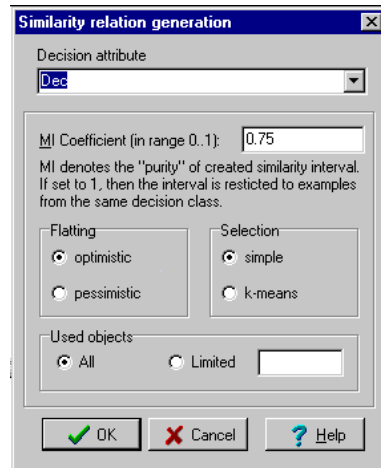 Similarity relation generation
Decision attribute
Dec
MI Coefficient (in range 0..1): 0.75
MI denotes the "purity" of created similarity interval.
If set to 1, then the interval is resticted to examples
from the same decision class.
Flatting
optimistic
pessimistic
Selection
simple
k-means
Used objects
All
Limited
OK
Cancel
? Help